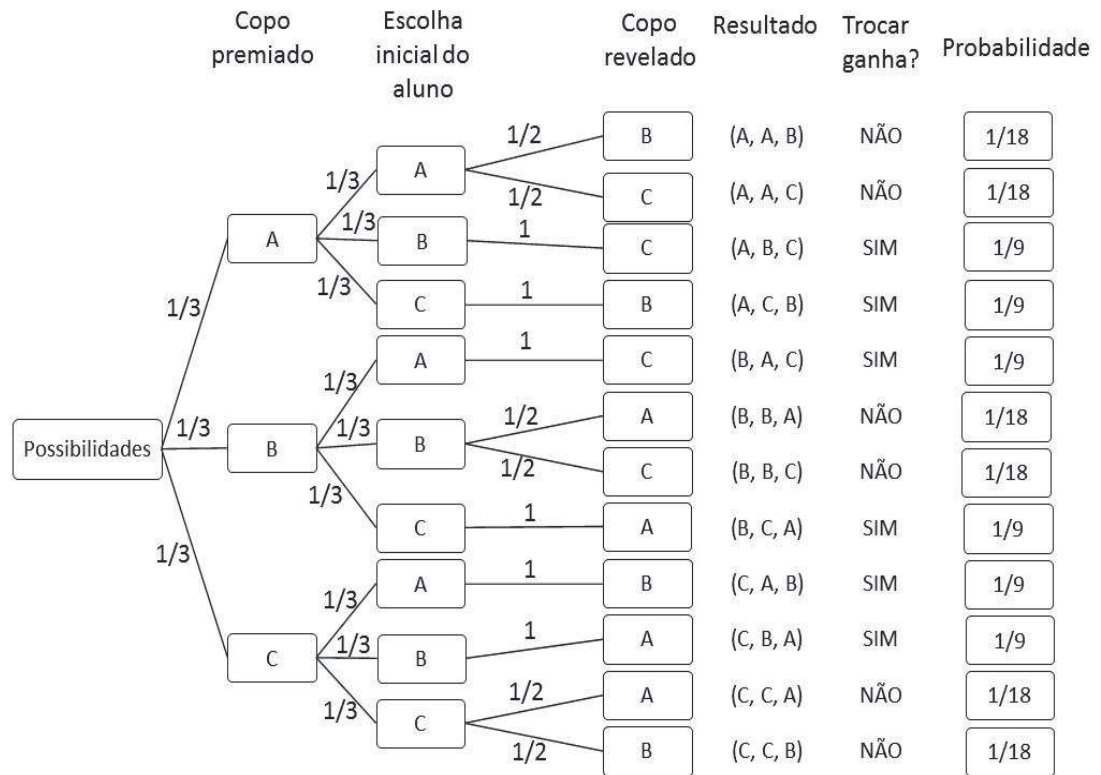 Copo premiado
Escolha inicial do aluno
Copo revelado
Resultado
Trocar ganha?
Probabilidade
1/2 B (A, A, B) NÃO 1/18
1/3 A
1/2 C (A, A, C) NÃO 1/18
A 1/3 B 1 C (A, B, C) SIM 1/9
1/3 C 1 B (A, C, B) SIM 1/9
1/3
1/3 A 1 C (B, A, C) SIM 1/9
1/2 A (B, B, A) NÃO 1/18
Possibilidades 1/3 B 1/3 B
1/2 C (B, B, C) NÃO 1/18
1/3 C 1 A (B, C, A) SIM 1/9
1/3
1/3 A 1 B (C, A, B) SIM 1/9
C 1/3 B 1 A (C, B, A) SIM 1/9
1/2 A (C, C, A) NÃO 1/18
1/3 C
1/2 B (C, C, B) NÃO 1/18